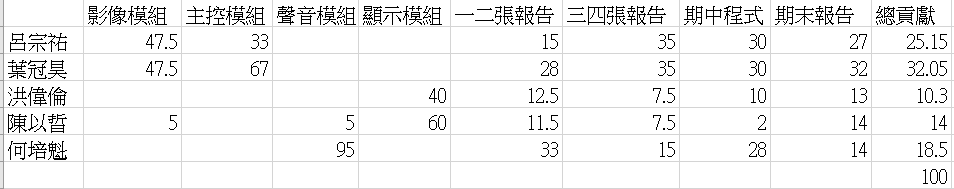 影像模組 主控模組 聲音模組 顯示模組 一二張報告 三四張報告 期中程式 期末報告 總貢獻
呂宗祐 47.5 33 15 35 30 27 25.15
葉冠昊 47.5 67 28 35 30 32 32.05
洪偉倫 40 12.5 7.5 10 13 10.3
陳以哲 5 5 60 11.5 7.5 2 14 14
何培魁 95 33 15 28 14 18.5
100